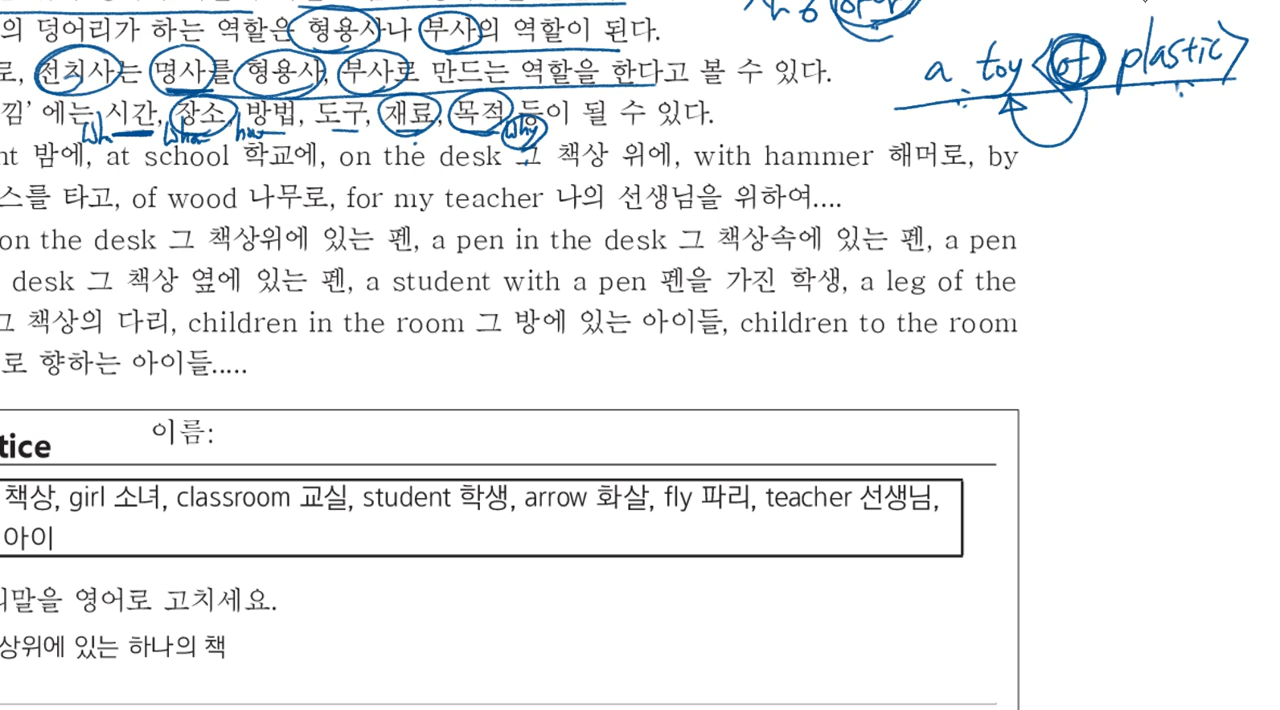 의 덩어리가 하는 역할은 형용사나 부사의 역할이 된다.
a toy <of plastic>
로, 전치사는 명사를 형용사, 부사로 만드는 역할을 한다고 볼 수 있다.
낌' 에는 시간, 장소, 방법, 도구, 재료, 목적 등이 될 수 있다.
why
nt 밤에, at school 학교에, on the desk 그 책상 위에, with hammer 해머로, by
스를 타고, of wood 나무로, for my teacher 나의 선생님을 위하여....
on the desk 그 책상위에 있는 펜, a pen in the desk 그 책상속에 있는 펜, a pen
desk 그 책상 옆에 있는 펜, a student with a pen 펜을 가진 학생, a leg of the
그 책상의 다리, children in the room 그 방에 있는 아이들, children to the room
로 향하는 아이들.....
tice 이름:
책상, girl 소녀, classroom 교실, student 학생, arrow 화살, fly 파리, teacher 선생님,
아이
리말을 영어로 고치세요.
상위에 있는 하나의 책